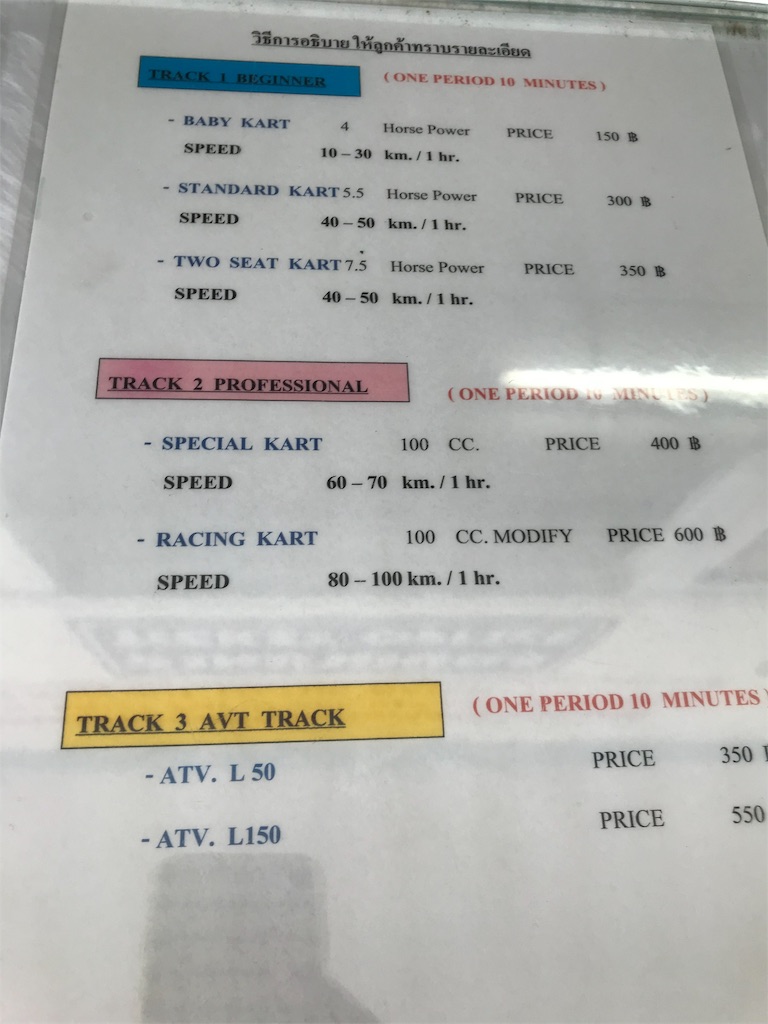 วิธีการอธิบาย ให้ลูกค้าทราบรายละเอียด
TRACK 1 BEGINNER ( ONE PERIOD 10 MINUTES )
- BABY KART 4 Horse Power PRICE 150 ฿
SPEED 10 – 30 km. / 1 hr.
- STANDARD KART 5.5 Horse Power PRICE 300 ฿
SPEED 40 – 50 km. / 1 hr.
- TWO SEAT KART 7.5 Horse Power PRICE 350 ฿
SPEED 40 – 50 km. / 1 hr.
TRACK 2 PROFESSIONAL ( ONE PERIOD 10 MINUTES )
- SPECIAL KART 100 CC. PRICE 400 ฿
SPEED 60 – 70 km. / 1 hr.
- RACING KART 100 CC. MODIFY PRICE 600 ฿
SPEED 80 – 100 km. / 1 hr.
TRACK 3 AVT TRACK ( ONE PERIOD 10 MINUTES )
- ATV. L 50 PRICE 350 ฿
- ATV. L150 PRICE 550